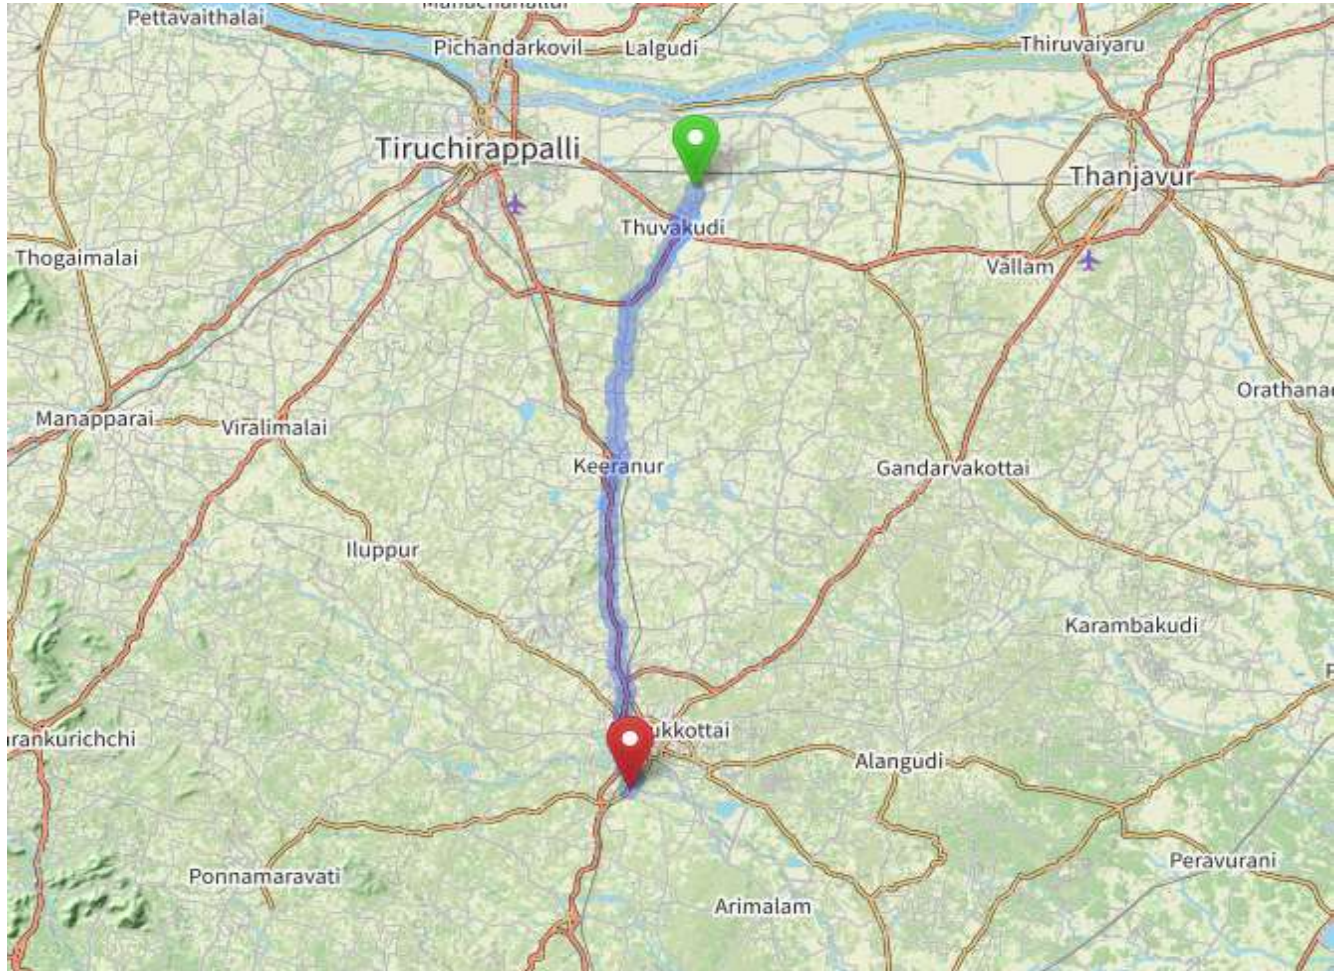 Pettavaithalai
Pichandarkovil
Lalgudi
Thiruvaiyaru
Tiruchirappalli
Thanjavur
Thuvakudi
Thogaimalai
Vallam
Manapparai
Viralimalai
Keeranur
Gandarvakottai
Iluppur
Karambakudi
ukkottai
rankurichchi
Alangudi
Ponnamaravati
Peravurani
Arimalam